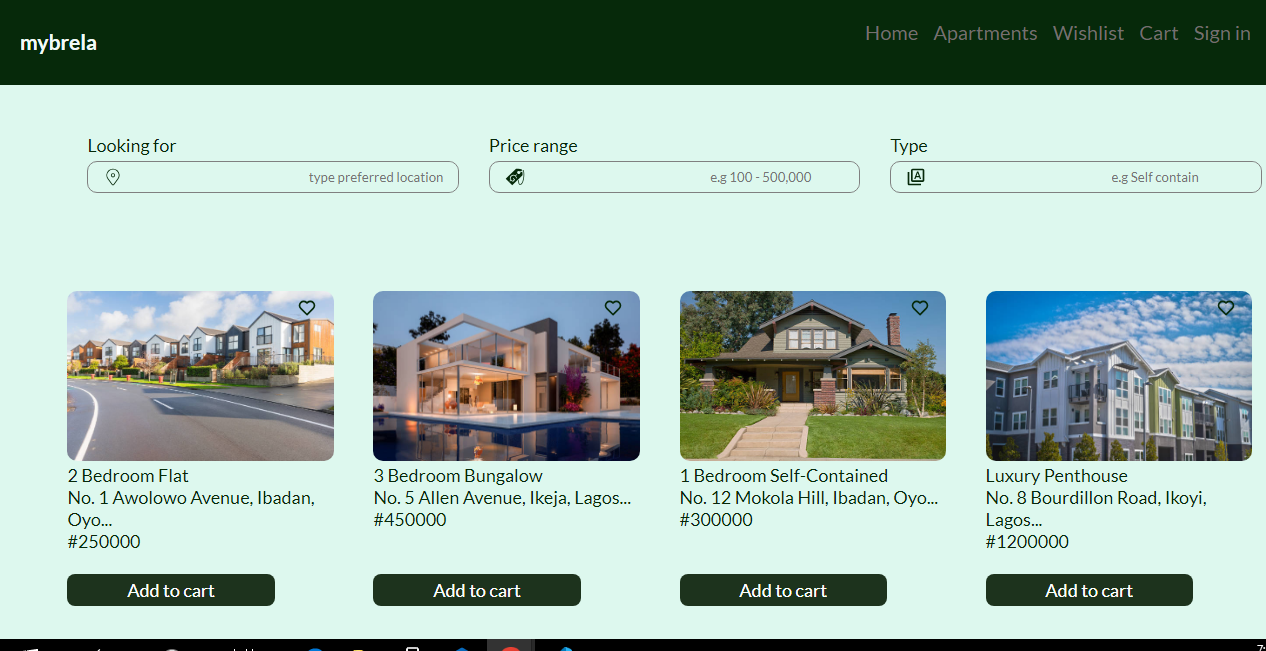 mybrela
Home Apartments Wishlist Cart Sign in
Looking for
type preferred location
Price range
e.g 100 - 500,000
Type
A
e.g Self contain
2 Bedroom Flat
No. 1 Awolowo Avenue, Ibadan,
Oyo...
#250000
Add to cart
3 Bedroom Bungalow
No. 5 Allen Avenue, Ikeja, Lagos...
#450000
Add to cart
1 Bedroom Self-Contained
No. 12 Mokola Hill, Ibadan, Oyo...
#300000
Add to cart
Luxury Penthouse
No. 8 Bourdillon Road, Ikoyi,
Lagos...
#1200000
Add to cart